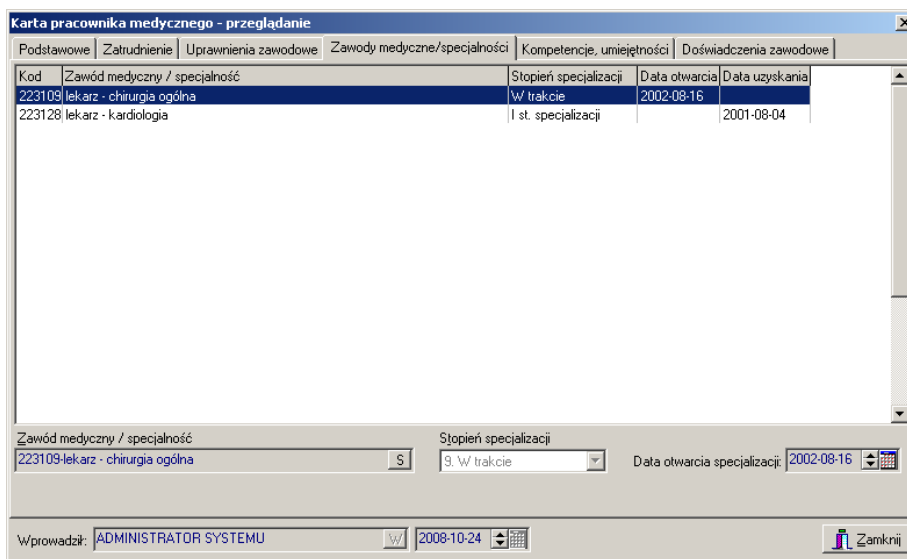 Karta pracownika medycznego - przeglądanie
Podstawowe Zatrudnienie Uprawnienia zawodowe Zawody medyczne/specjalności Kompetencje, umiejętności Doświadczenia zawodowe
Kod Zawód medyczny / specjalność Stopień specjalizacji Data otwarcia Data uzyskania
223109 lekarz - chirurgia ogólna W trakcie 2002-08-16
223128 lekarz - kardiologia I st. specjalizacji 2001-08-04
Zawód medyczny / specjalność Stopień specjalizacji
223109-lekarz - chirurgia ogólna S 9. W trakcie Data otwarcia specjalizacji: 2002-08-16
Wprowadził: ADMINISTRATOR SYSTEMU W 2008-10-24 Zamknij